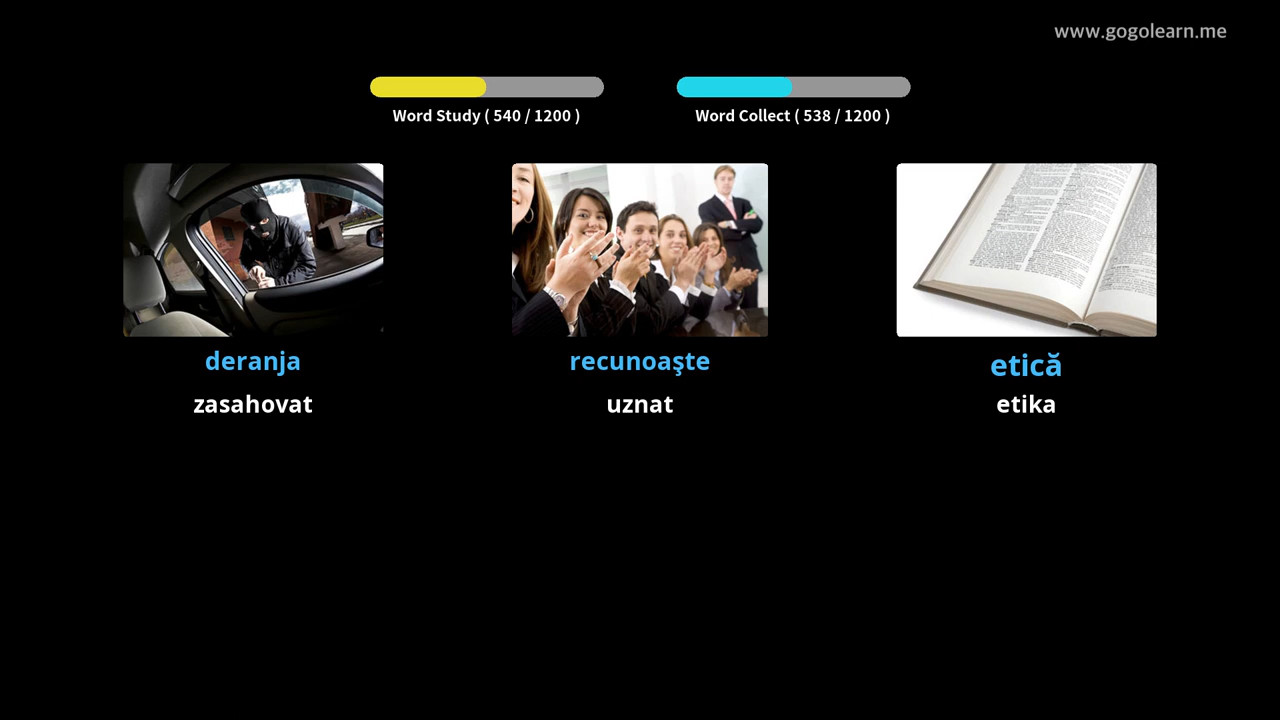 www.gogolearn.me
Word Study ( 540 / 1200 )
Word Collect ( 538 / 1200 )
deranja
recunoaşte
etică
zasahovat
uznat
etika